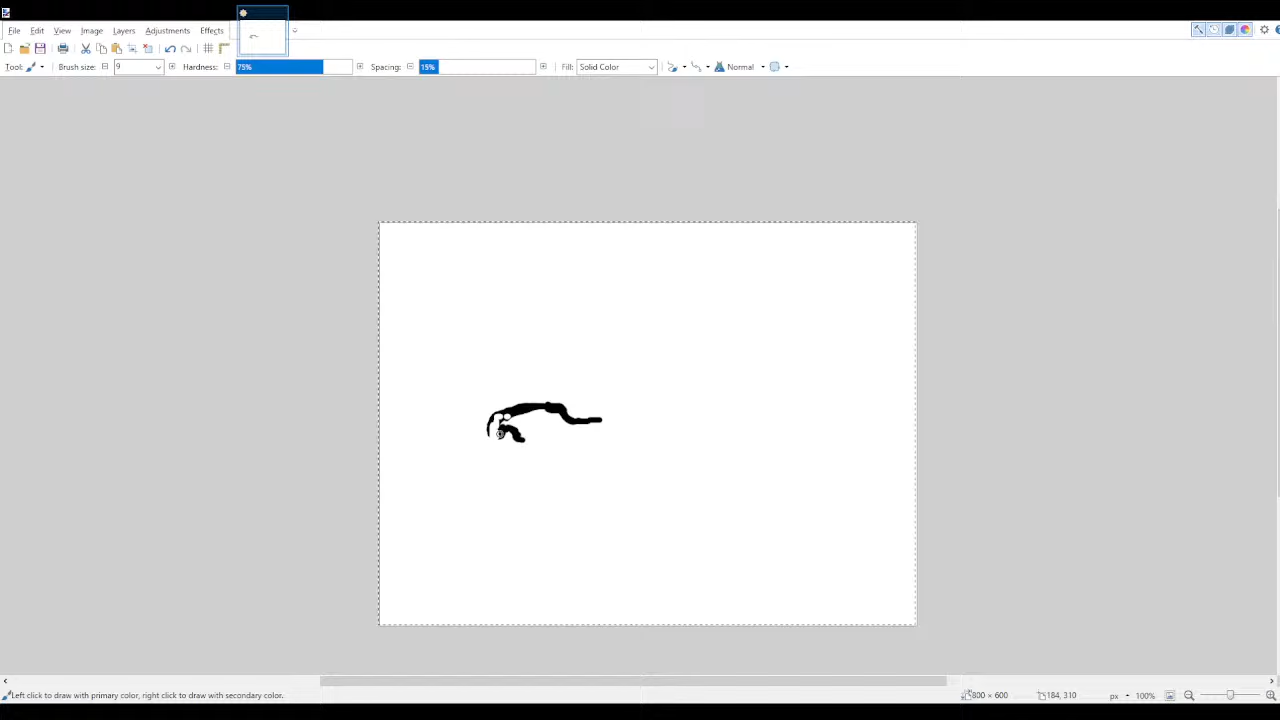 File Edit View Image Layers Adjustments Effects
Tool: Brush size: 9 Hardness: 75% Spacing: 15% Fill: Solid Color Normal
Left click to draw with primary color, right click to draw with secondary color. 800 × 600 184, 310 px 100%